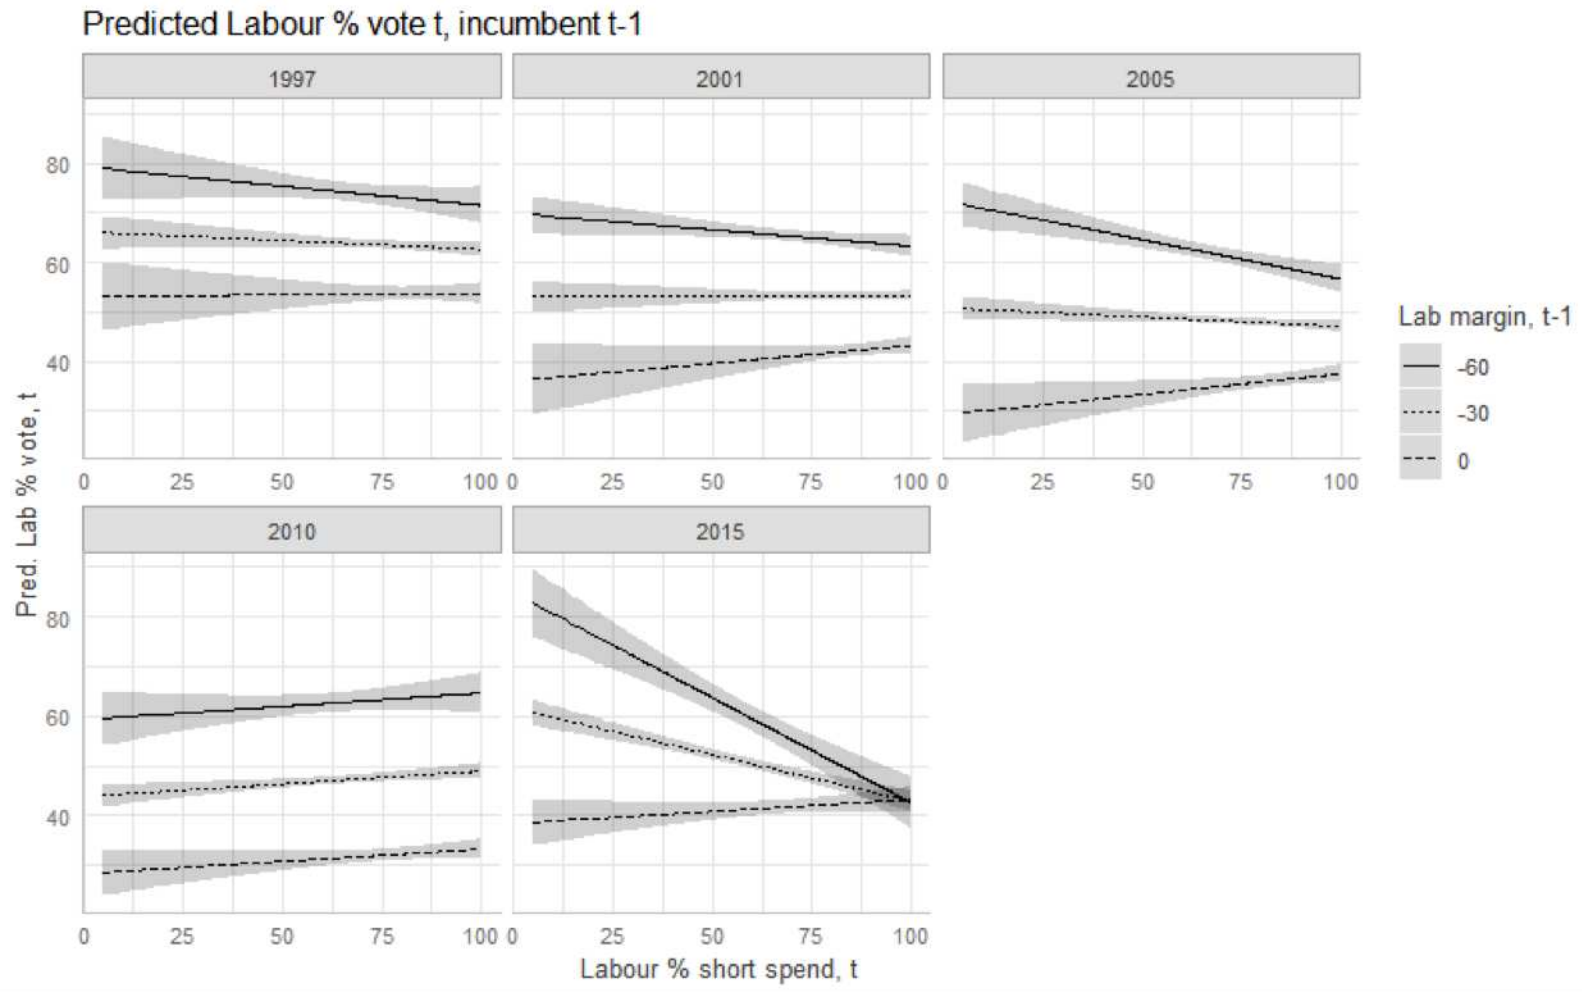 Predicted Labour % vote t, incumbent t-1
1997
2001
2005
80
60
40
0 25 50 75 100
0 25 50 75 100
0 25 50 75 100
2010
2015
80
60
40
0 25 50 75 100
0 25 50 75 100
Pred. Lab % vote, t
Labour % short spend, t
Lab margin, t-1
-60
-30
0